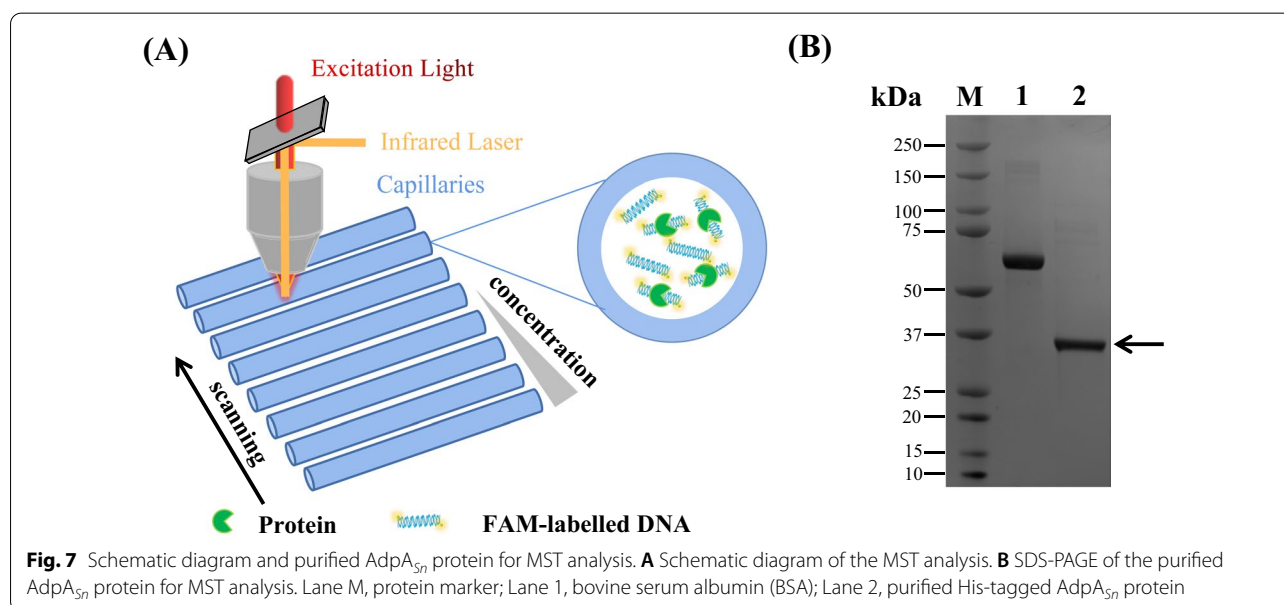 (A)
Excitation Light
Infrared Laser
Capillaries
concentration
scanning
Protein
FAM-labelled DNA
(B)
kDa M 1 2
250
150
100
75
50
37
25
20
15
10
Fig. 7 Schematic diagram and purified AdpASn protein for MST analysis. A Schematic diagram of the MST analysis. B SDS-PAGE of the purified
AdpASn protein for MST analysis. Lane M, protein marker; Lane 1, bovine serum albumin (BSA); Lane 2, purified His-tagged AdpASn protein